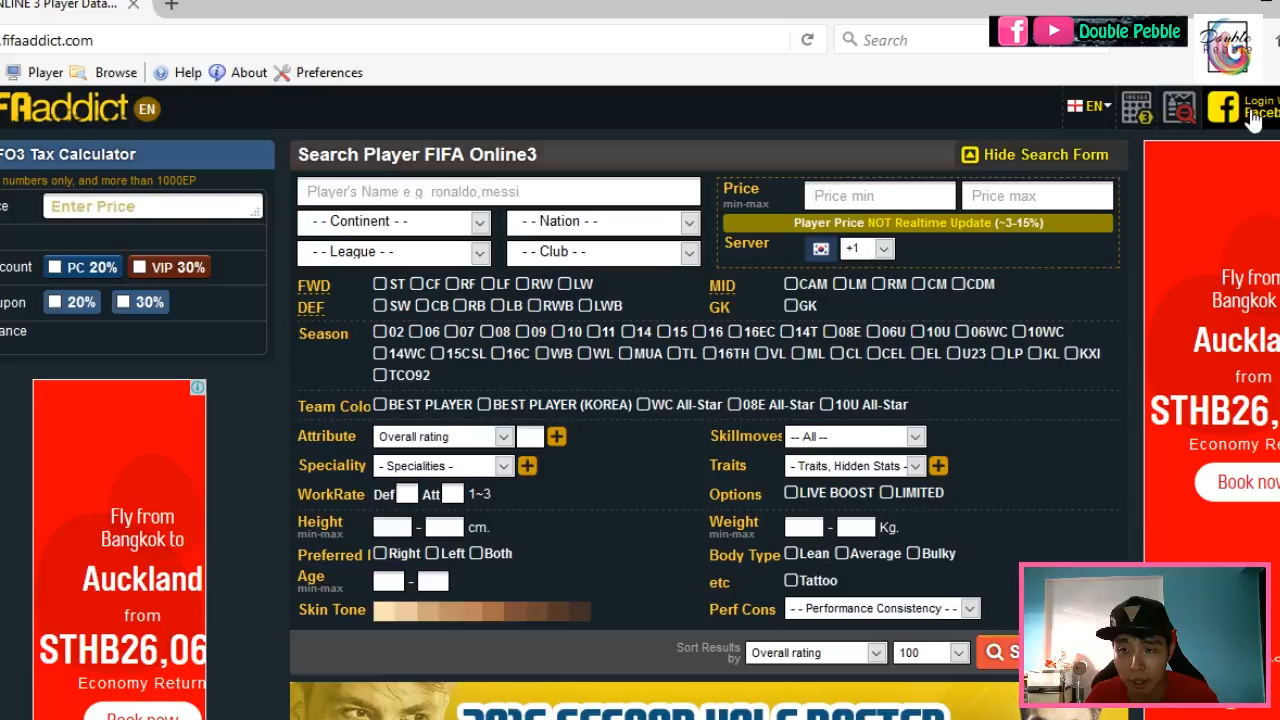 NLINE 3 Player Data...
.fifaaddict.com
Search
Double Pebble
Double Pebble
Player Browse Help About Preferences
FAaddict EN
EN
Login W
Faceb
FO3 Tax Calculator
numbers only, and more than 1000EP
ce Enter Price
count PC 20% VIP 30%
upon 20% 30%
ance
Search Player FIFA Online3
Hide Search Form
Player's Name e.g. ronaldo,messi
- - Continent - - - - Nation - -
- - League - - - - Club - -
Price
min-max
Price min Price max
Player Price NOT Realtime Update (~3-15%)
Server +1
FWD ST CF RF LF RW LW
MID CAM LM RM CM CDM
DEF SW CB RB LB RWB LWB
GK GK
Season 02 06 07 08 09 10 11 14 15 16 16EC 14T 08E 06U 10U 06WC 10WC
14WC 15CSL 16C WB WL MUA TL 16TH VL ML CL CEL EL U23 LP KL KXI
TCO92
Team Colo BEST PLAYER BEST PLAYER (KOREA) WC All-Star 08E All-Star 10U All-Star
Attribute Overall rating
Skillmoves -- All --
Speciality - Specialities -
Traits - Traits, Hidden Stats -
WorkRate Def Att 1~3
Options LIVE BOOST LIMITED
Height
min-max
- cm.
Weight
min-max
- Kg.
Preferred Right Left Both
Body Type Lean Average Bulky
Age
min-max
-
etc Tattoo
Skin Tone
Perf Cons - - Performance Consistency - -
Sort Results
by
Overall rating 100 S
Fly from
Bangkok to
Auckland
from
STHB26,06
Economy Return
Book now
Fly from
Bangkok
Auckla
from
STHB26,
Economy Re
Book nov